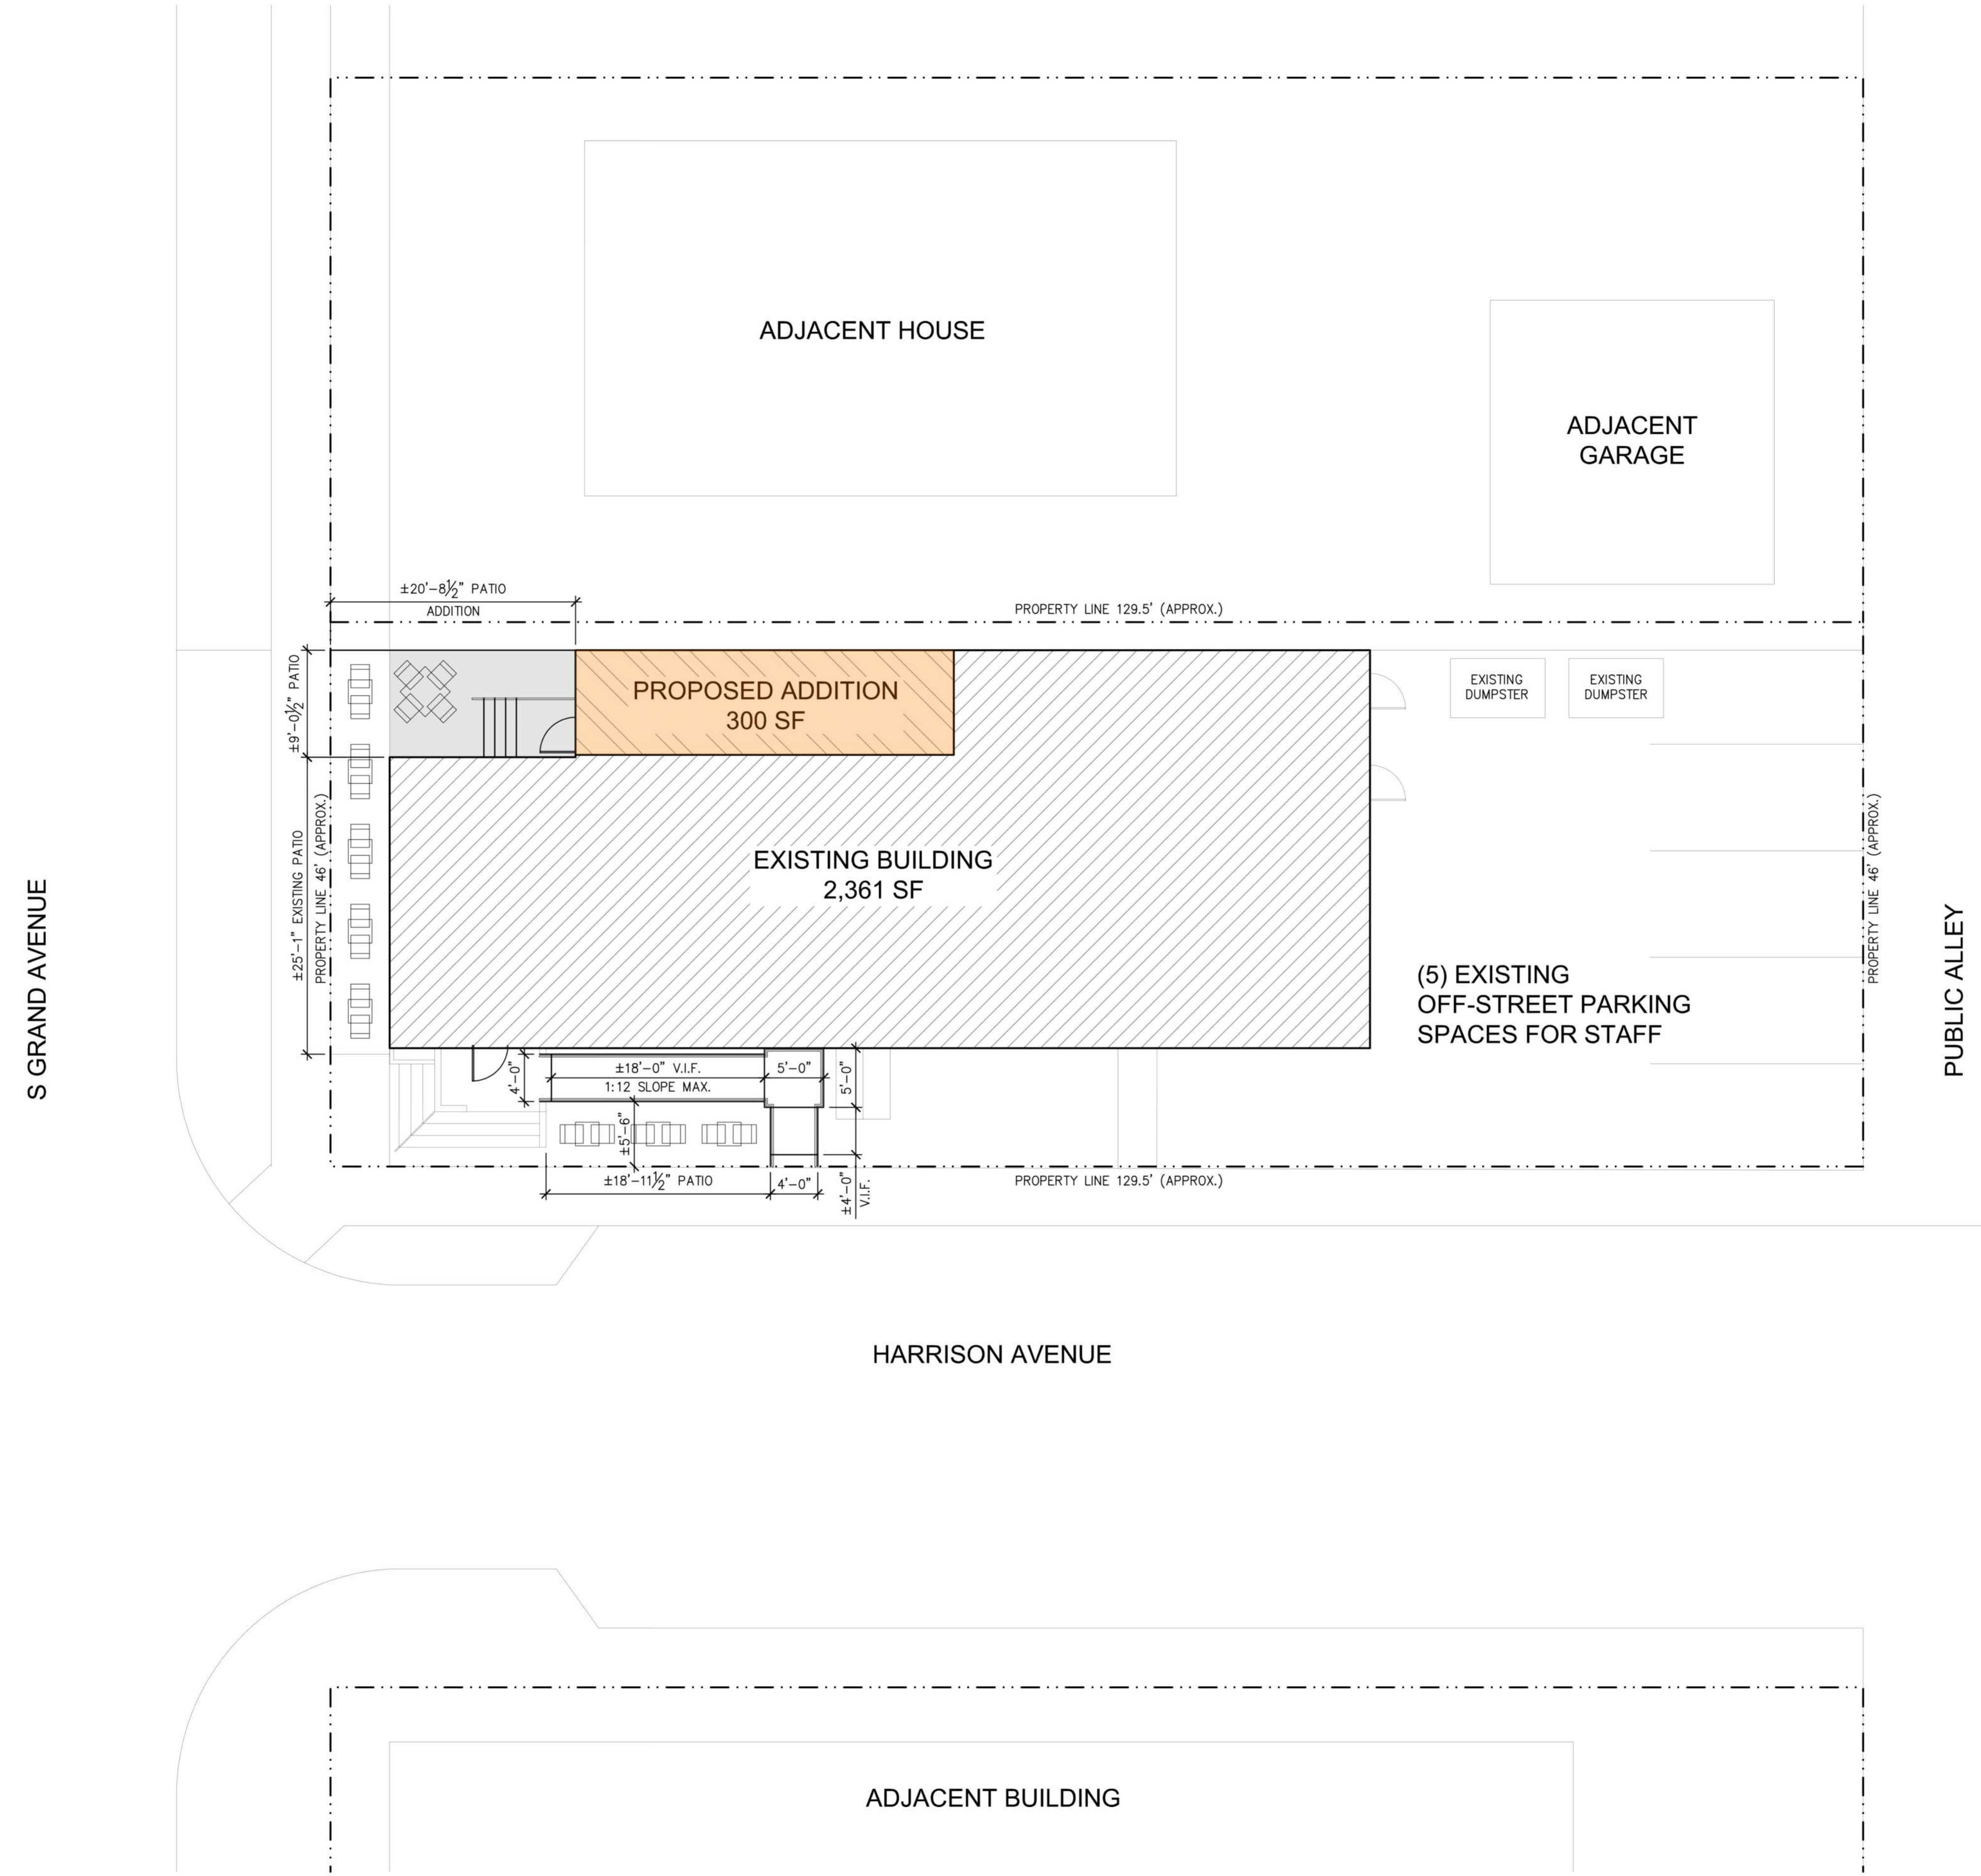 ADJACENT HOUSE
ADJACENT
GARAGE
±20'-8½" PATIO
ADDITION
PROPERTY LINE 129.5' (APPROX.)
±9'-0½" PATIO
PROPOSED ADDITION
300 SF
EXISTING
DUMPSTER
EXISTING
DUMPSTER
±25'-1" EXISTING PATIO
PROPERTY LINE 46' (APPROX.)
EXISTING BUILDING
2,361 SF
PROPERTY LINE 46' (APPROX.)
S GRAND AVENUE
PUBLIC ALLEY
(5) EXISTING
OFF-STREET PARKING
SPACES FOR STAFF
4'-0"
±18'-0" V.I.F.
1:12 SLOPE MAX.
5'-0"
5'-0"
±5'-6"
±18'-11½" PATIO
4'-0"
±4'-0"
V.I.F.
PROPERTY LINE 129.5' (APPROX.)
HARRISON AVENUE
ADJACENT BUILDING